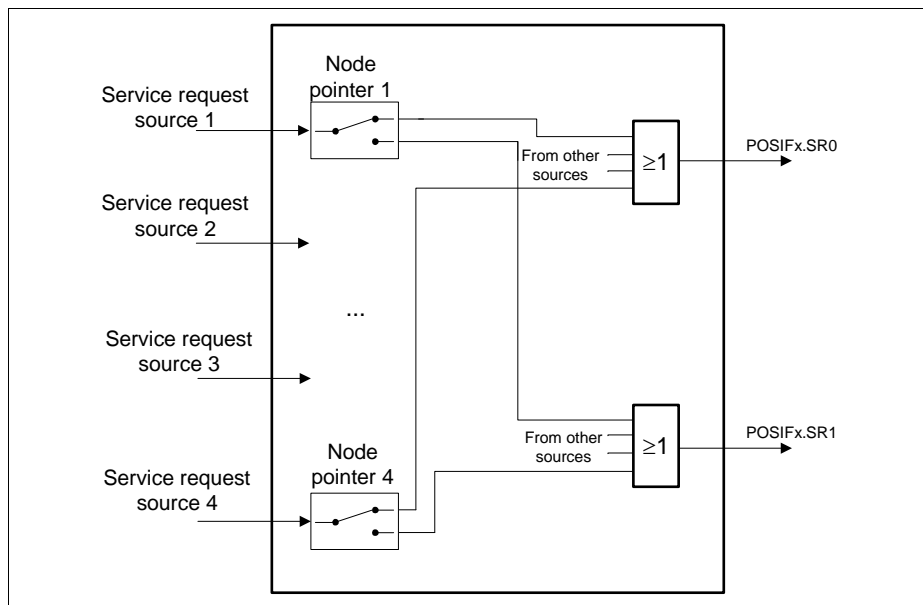 Service request
source 1
Node
pointer 1
From other
sources
≥1
POSIFx.SR0
Service request
source 2
...
Service request
source 3
From other
sources
≥1
POSIFx.SR1
Service request
source 4
Node
pointer 4